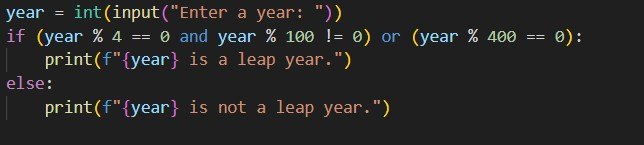 year = int(input("Enter a year: "))
if (year % 4 == 0 and year % 100 != 0) or (year % 400 == 0):
    print(f"{year} is a leap year.")
else:
    print(f"{year} is not a leap year.")